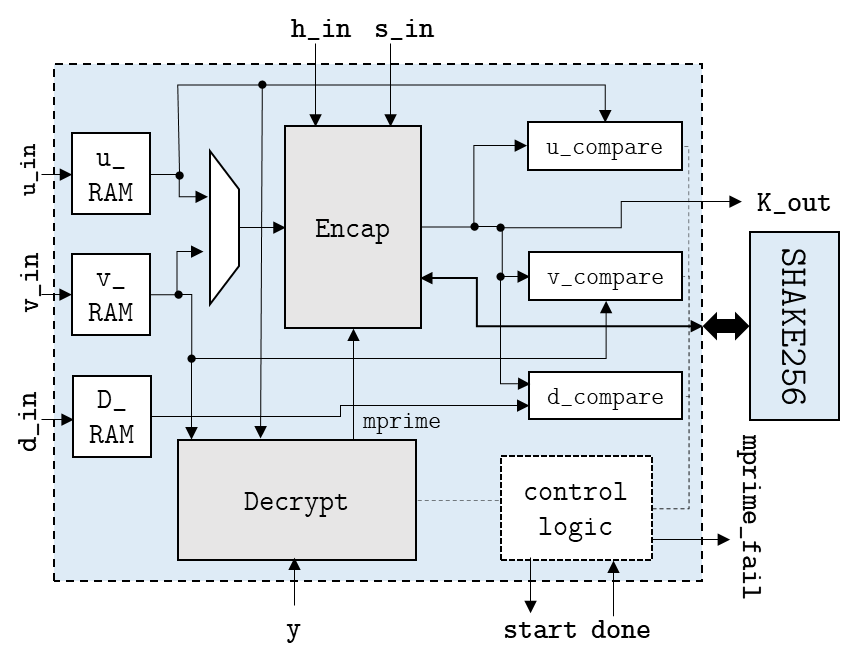 h_in s_in
u_in
u_
RAM
u_compare
Encap
K_out
v_in
v_
RAM
v_compare
SHAKE256
d_in
D_
RAM
d_compare
mprime
Decrypt
control
logic
mprime_fail
y
start done